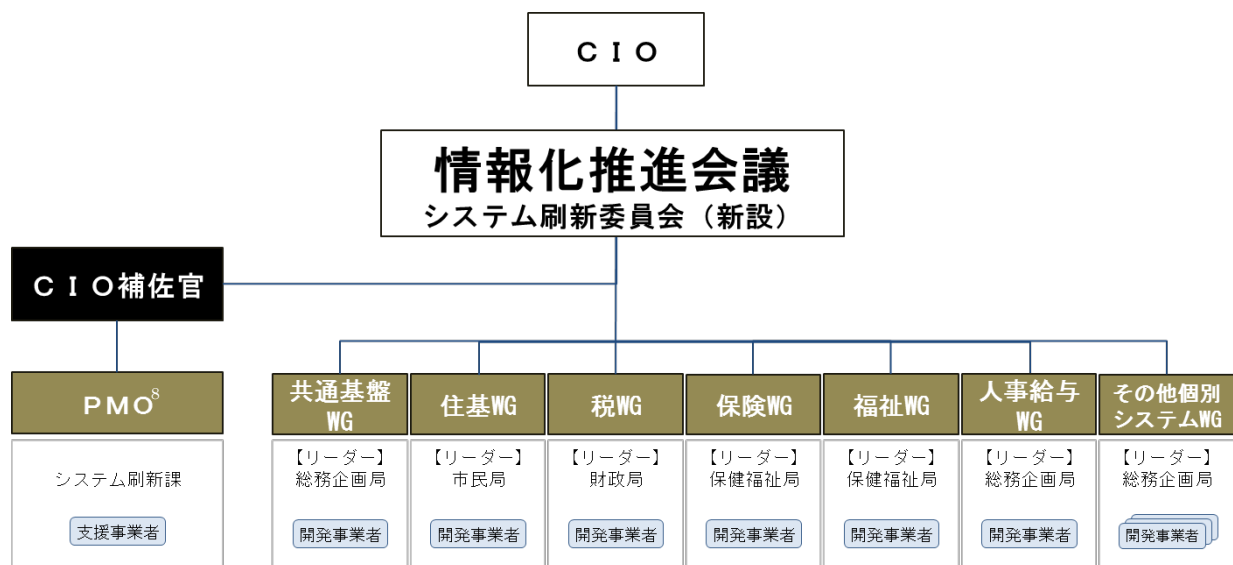 ＣＩＯ
情報化推進会議
システム刷新委員会（新設）
ＣＩＯ補佐官
PMO8
システム刷新課
支援事業者
共通基盤
WG
【リーダー】
総務企画局
開発事業者
住基WG
【リーダー】
市民局
開発事業者
税WG
【リーダー】
財政局
開発事業者
保険WG
【リーダー】
保健福祉局
開発事業者
福祉WG
【リーダー】
保健福祉局
開発事業者
人事給与
WG
【リーダー】
総務企画局
開発事業者
その他個別
システムWG
【リーダー】
総務企画局
開発事業者